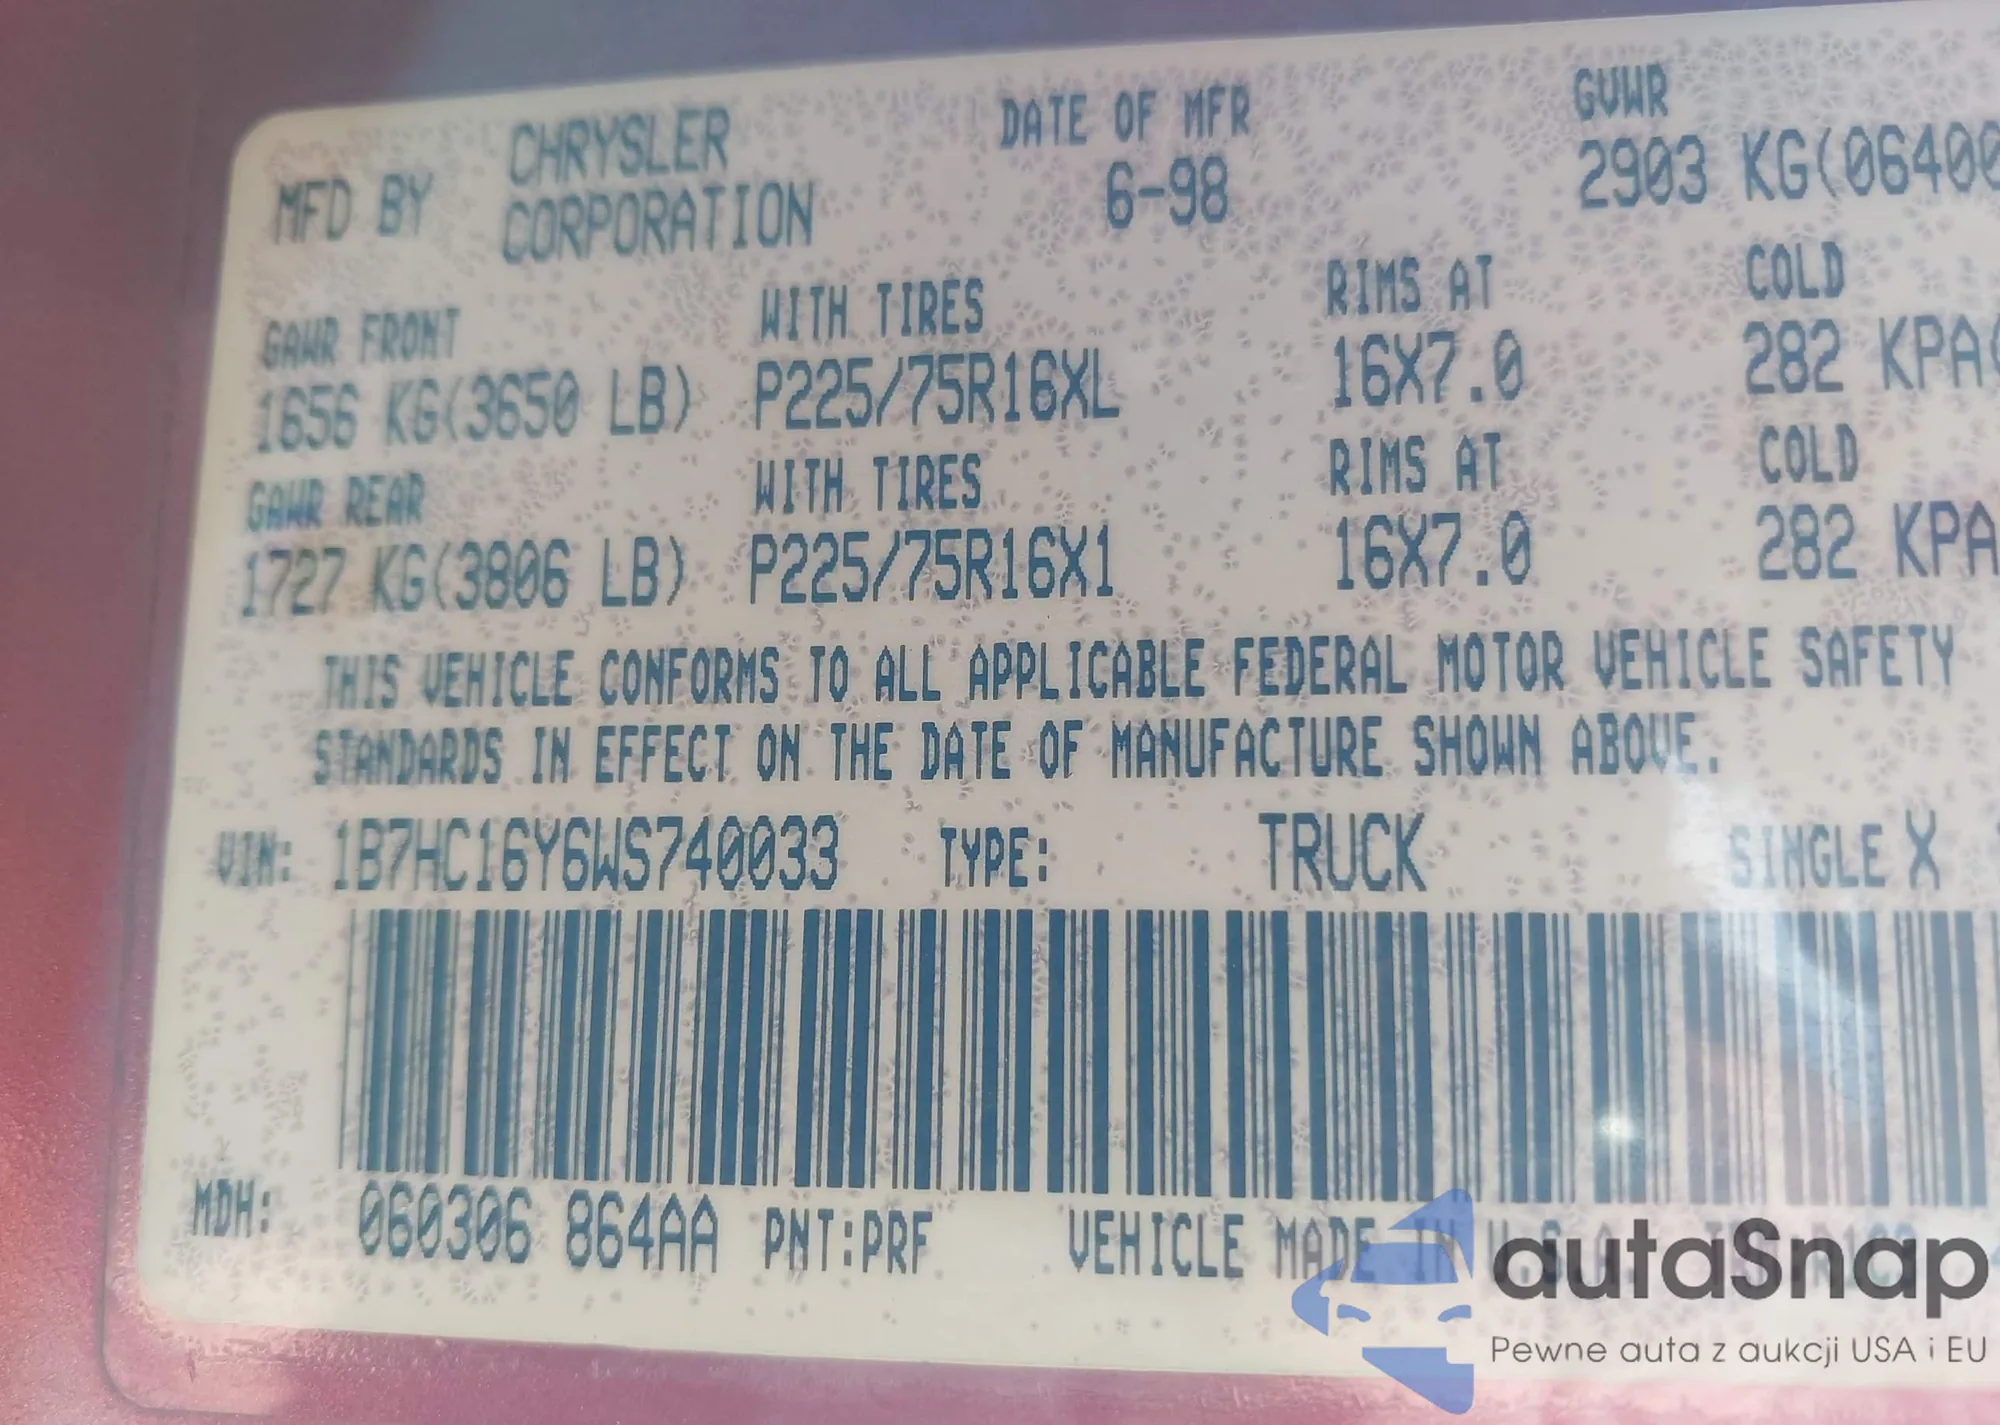 MFD BY CHRYSLER CORPORATION DATE OF MFR 6-98 GVWR 2903 KG(06400
GAWR FRONT WITH TIRES RIMS AT COLD
1656 KG(3650 LB) P225/75R16XL 16X7.0 282 KPA(
GAWR REAR WITH TIRES RIMS AT COLD
1727 KG(3806 LB) P225/75R16X1 16X7.0 282 KPA
THIS VEHICLE CONFORMS TO ALL APPLICABLE FEDERAL MOTOR VEHICLE SAFETY
STANDARDS IN EFFECT ON THE DATE OF MANUFACTURE SHOWN ABOVE.
VIN: 1B7HC16Y6WS740033 TYPE: TRUCK SINGLE X
MDH: 060306 864AA PNT:PRF VEHICLE MADE IN U.S.A.
autaSnap
Pewne auta z aukcji USA i EU